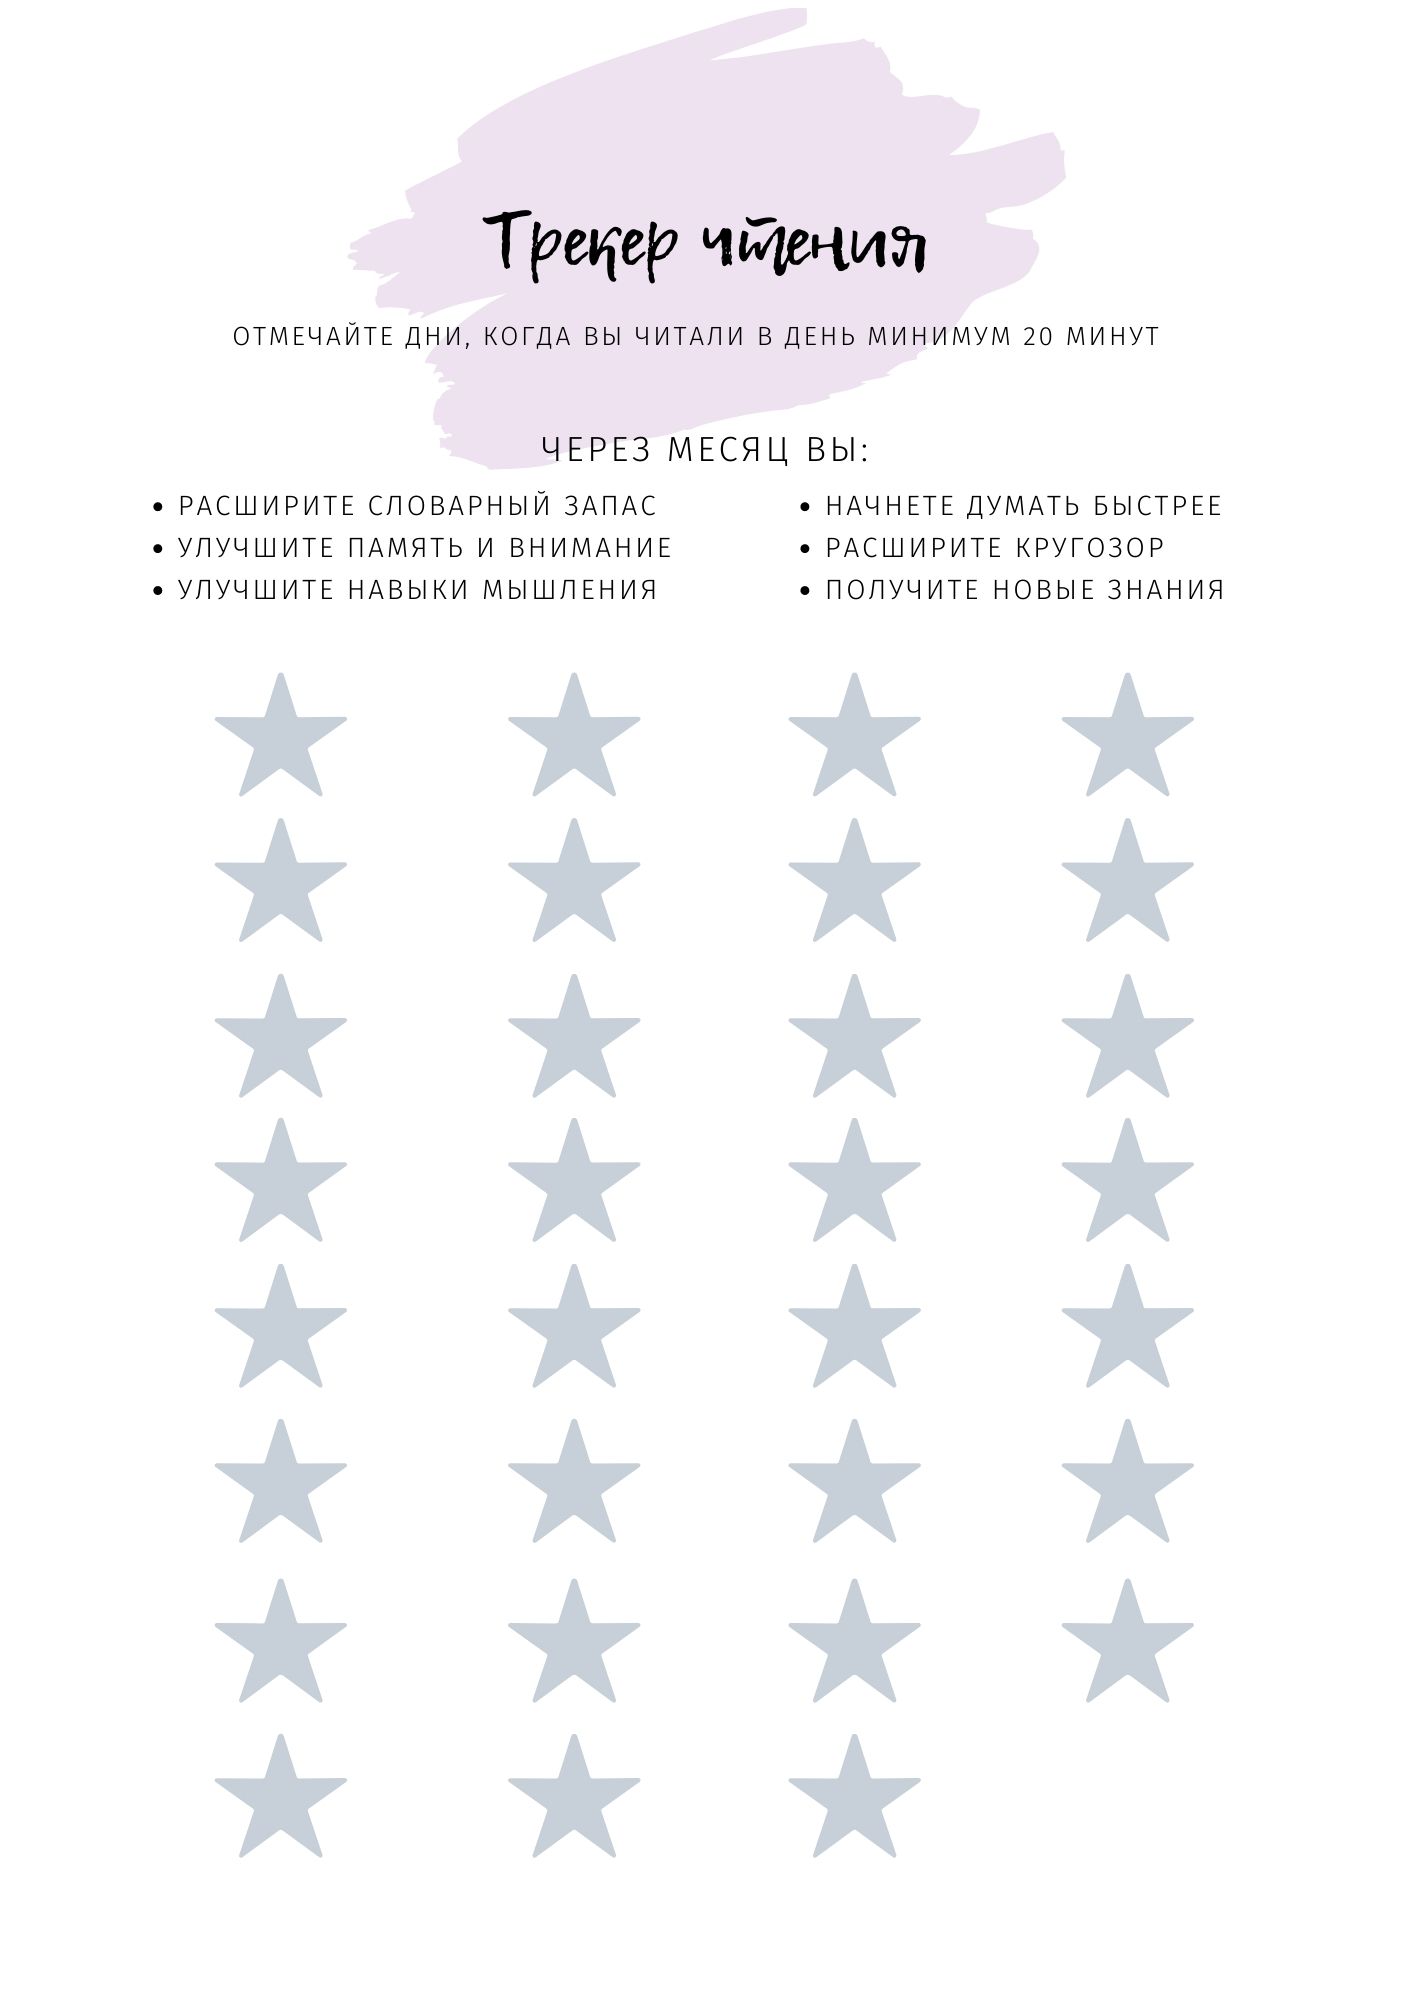 Трекер чтения
ОТМЕЧАЙТЕ ДНИ, КОГДА ВЫ ЧИТАЛИ В ДЕНЬ МИНИМУМ 20 МИНУТ
ЧЕРЕЗ МЕСЯЦ ВЫ:
• РАСШИРИТЕ СЛОВАРНЫЙ ЗАПАС
• УЛУЧШИТЕ ПАМЯТЬ И ВНИМАНИЕ
• УЛУЧШИТЕ НАВЫКИ МЫШЛЕНИЯ
• НАЧНЕТЕ ДУМАТЬ БЫСТРЕЕ
• РАСШИРИТЕ КРУГОЗОР
• ПОЛУЧИТЕ НОВЫЕ ЗНАНИЯ